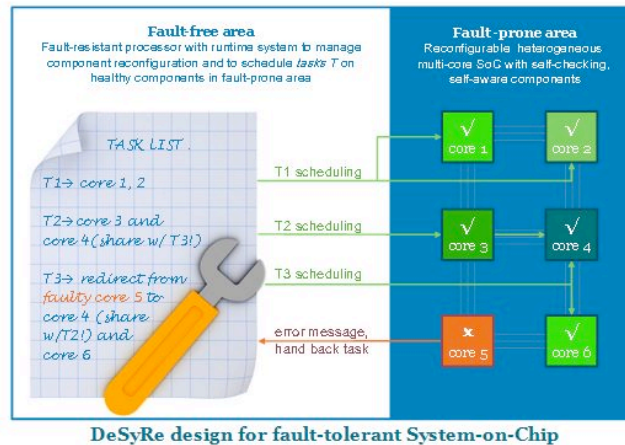 Fault-free area
Fault-resistant processor with runtime system to manage
component reconfiguration and to schedule tasks T on
healthy components in fault-prone area
Fault-prone area
Reconfigurable heterogeneous
multi-core SoC with self-checking,
self-aware components
TASK LIST.
T1→ core 1, 2
T2→ core 3 and
core 4 (share w/ T3!)
T3→ redirect from
faulty core 5 to
core 4 (share
w/T2!) and
core 6
T1 scheduling
T2 scheduling
T3 scheduling
error message,
hand back task
√
core 1
√
core 2
√
core 3
√
core 4
x
core 5
√
core 6
DeSyRe design for fault-tolerant System-on-Chip